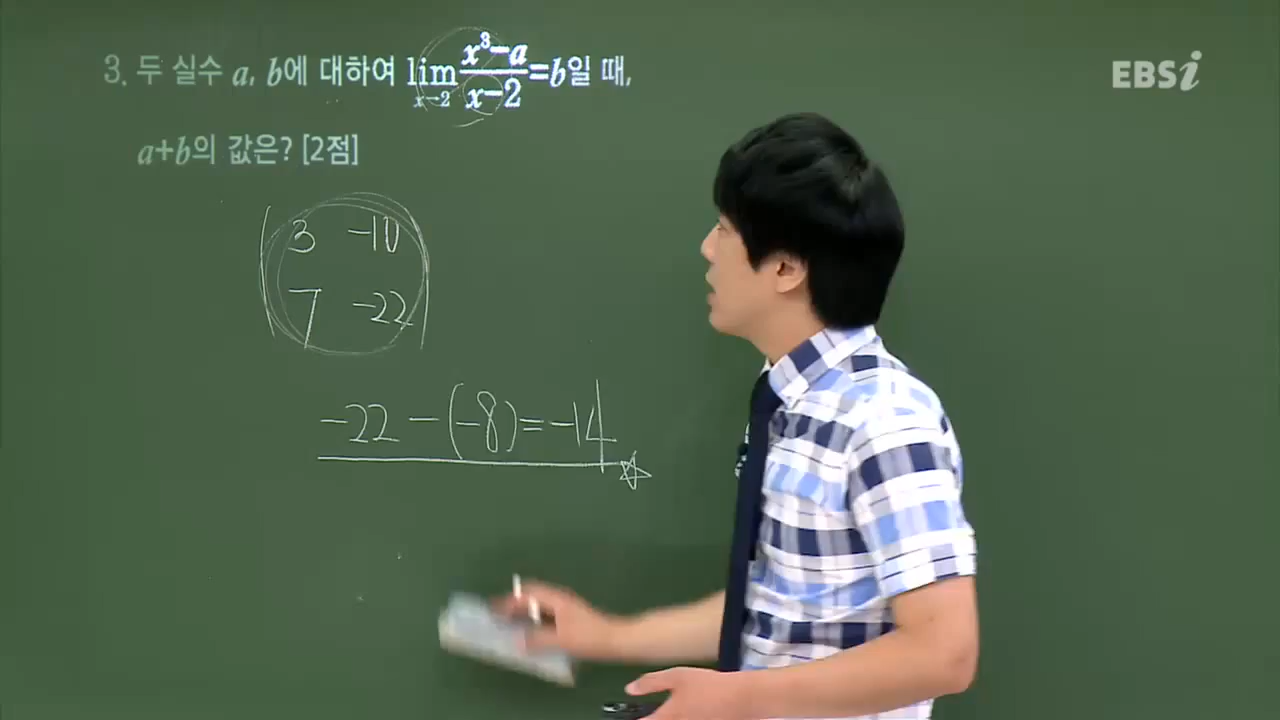 3. 두 실수 a, b에 대하여 lim x→2 x³-a / x-2 = b일 때,
EBSi
a+b의 값은? [2점]
3 -10
7 -22
-22-(-8)=-14